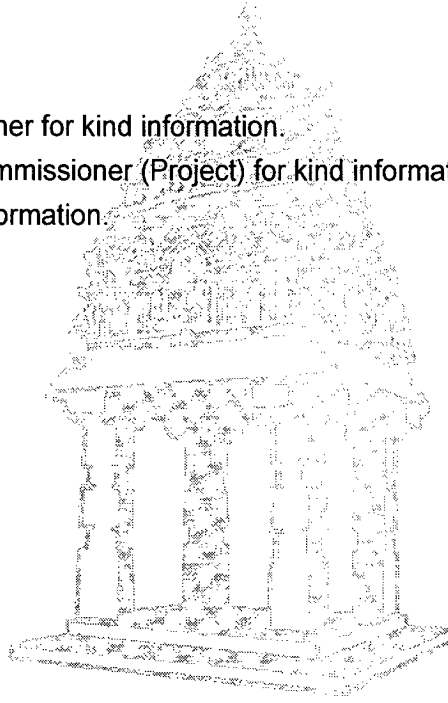 ner for kind information.
mmissioner (Project) for kind informat
ormation.